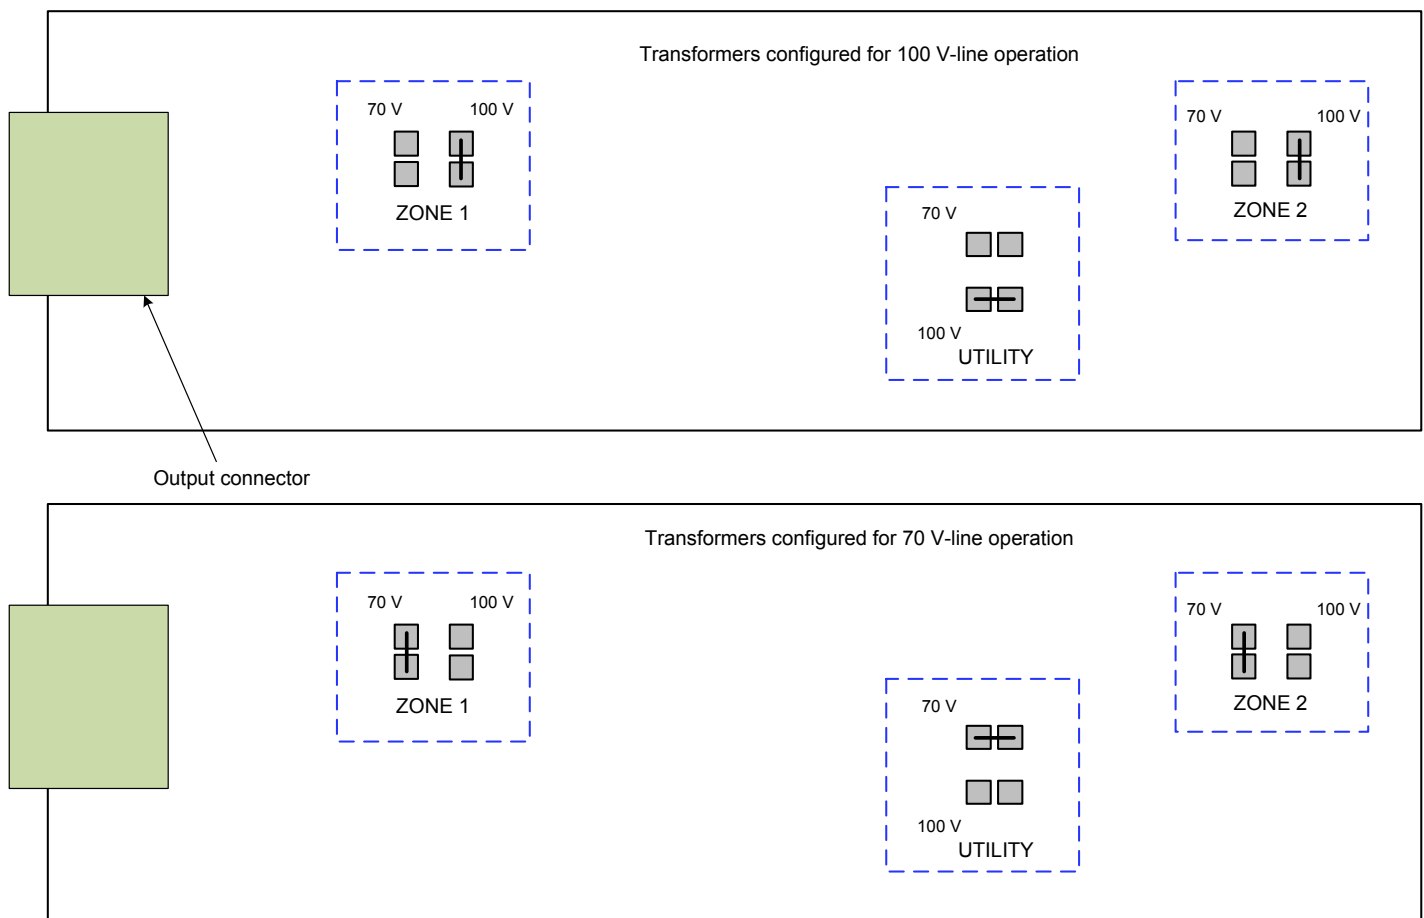 Transformers configured for 100 V-line operation
70 V 100 V
ZONE 1
70 V 100 V
ZONE 2
70 V
100 V
UTILITY
Output connector
Transformers configured for 70 V-line operation
70 V 100 V
ZONE 1
70 V 100 V
ZONE 2
70 V
100 V
UTILITY